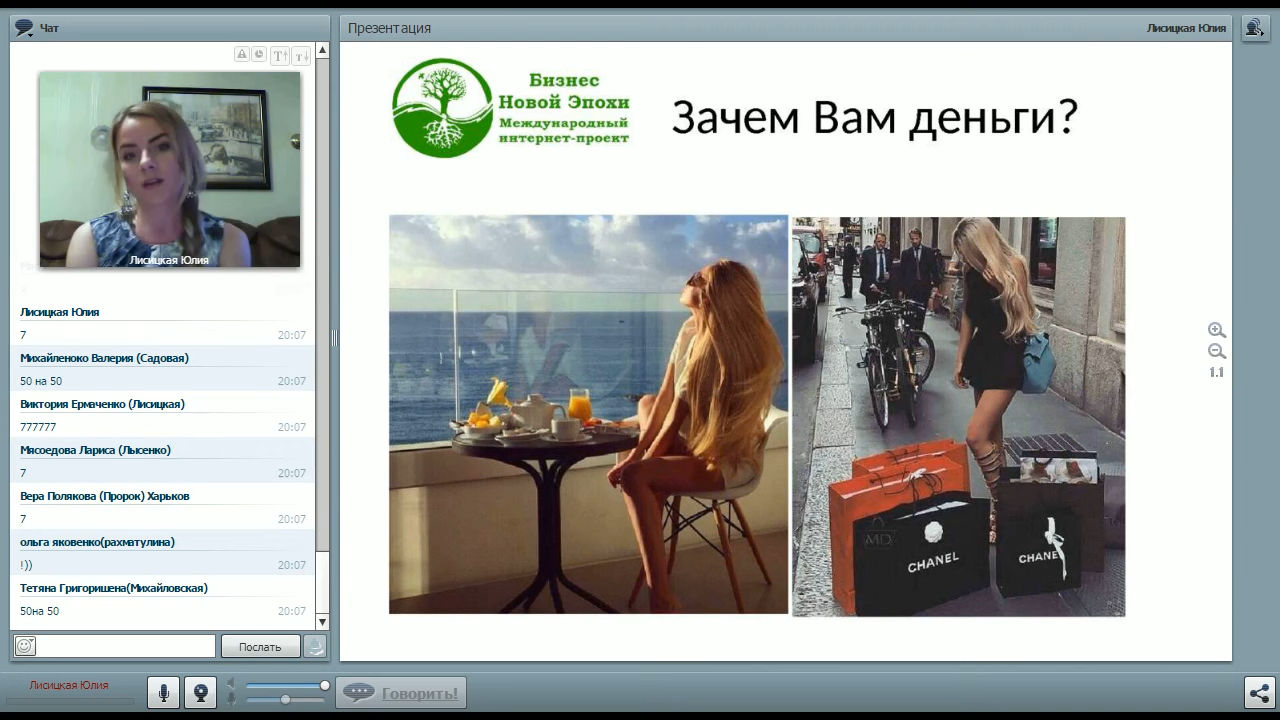 Чат
Презентация
Лисицкая Юлия
Лисицкая Юлия
Лисицкая Юлия
7 20:07
Михайленоко Валерия (Садовая)
50 на 50 20:07
Виктория Ермаченко (Лисицкая)
777777 20:07
Мясоедова Лариса (Лысенко)
7 20:07
Вера Полякова (Пророк) Харьков
7 20:07
ольга яковенко(рахматулина)
!)) 20:07
Тетяна Григоришена(Михайловская)
50на 50 20:07
Послать
Бизнес
Новой Эпохи
Международный
интернет-проект
Зачем Вам деньги?
MD
CHANEL
CHANE
1.1
Лисицкая Юлия
Говорить!